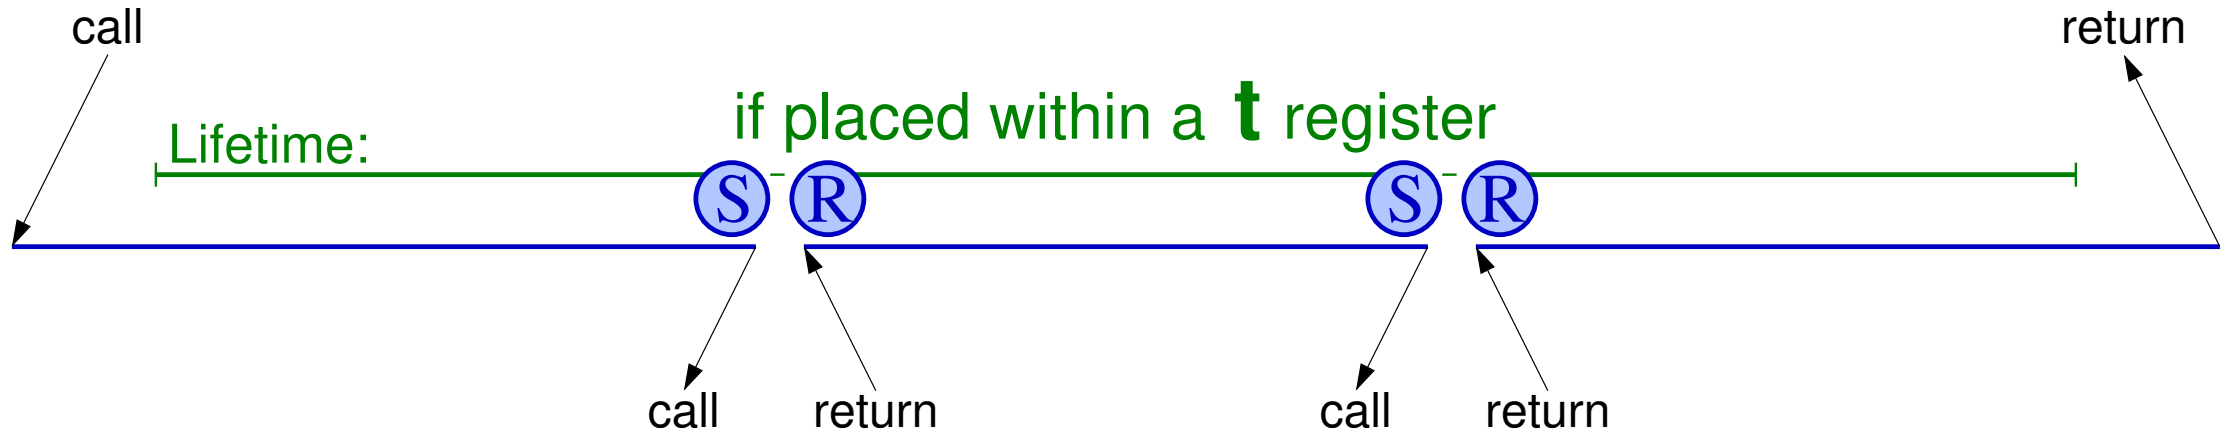 call
return
if placed within a t register
Lifetime:
S R S R
call return call return